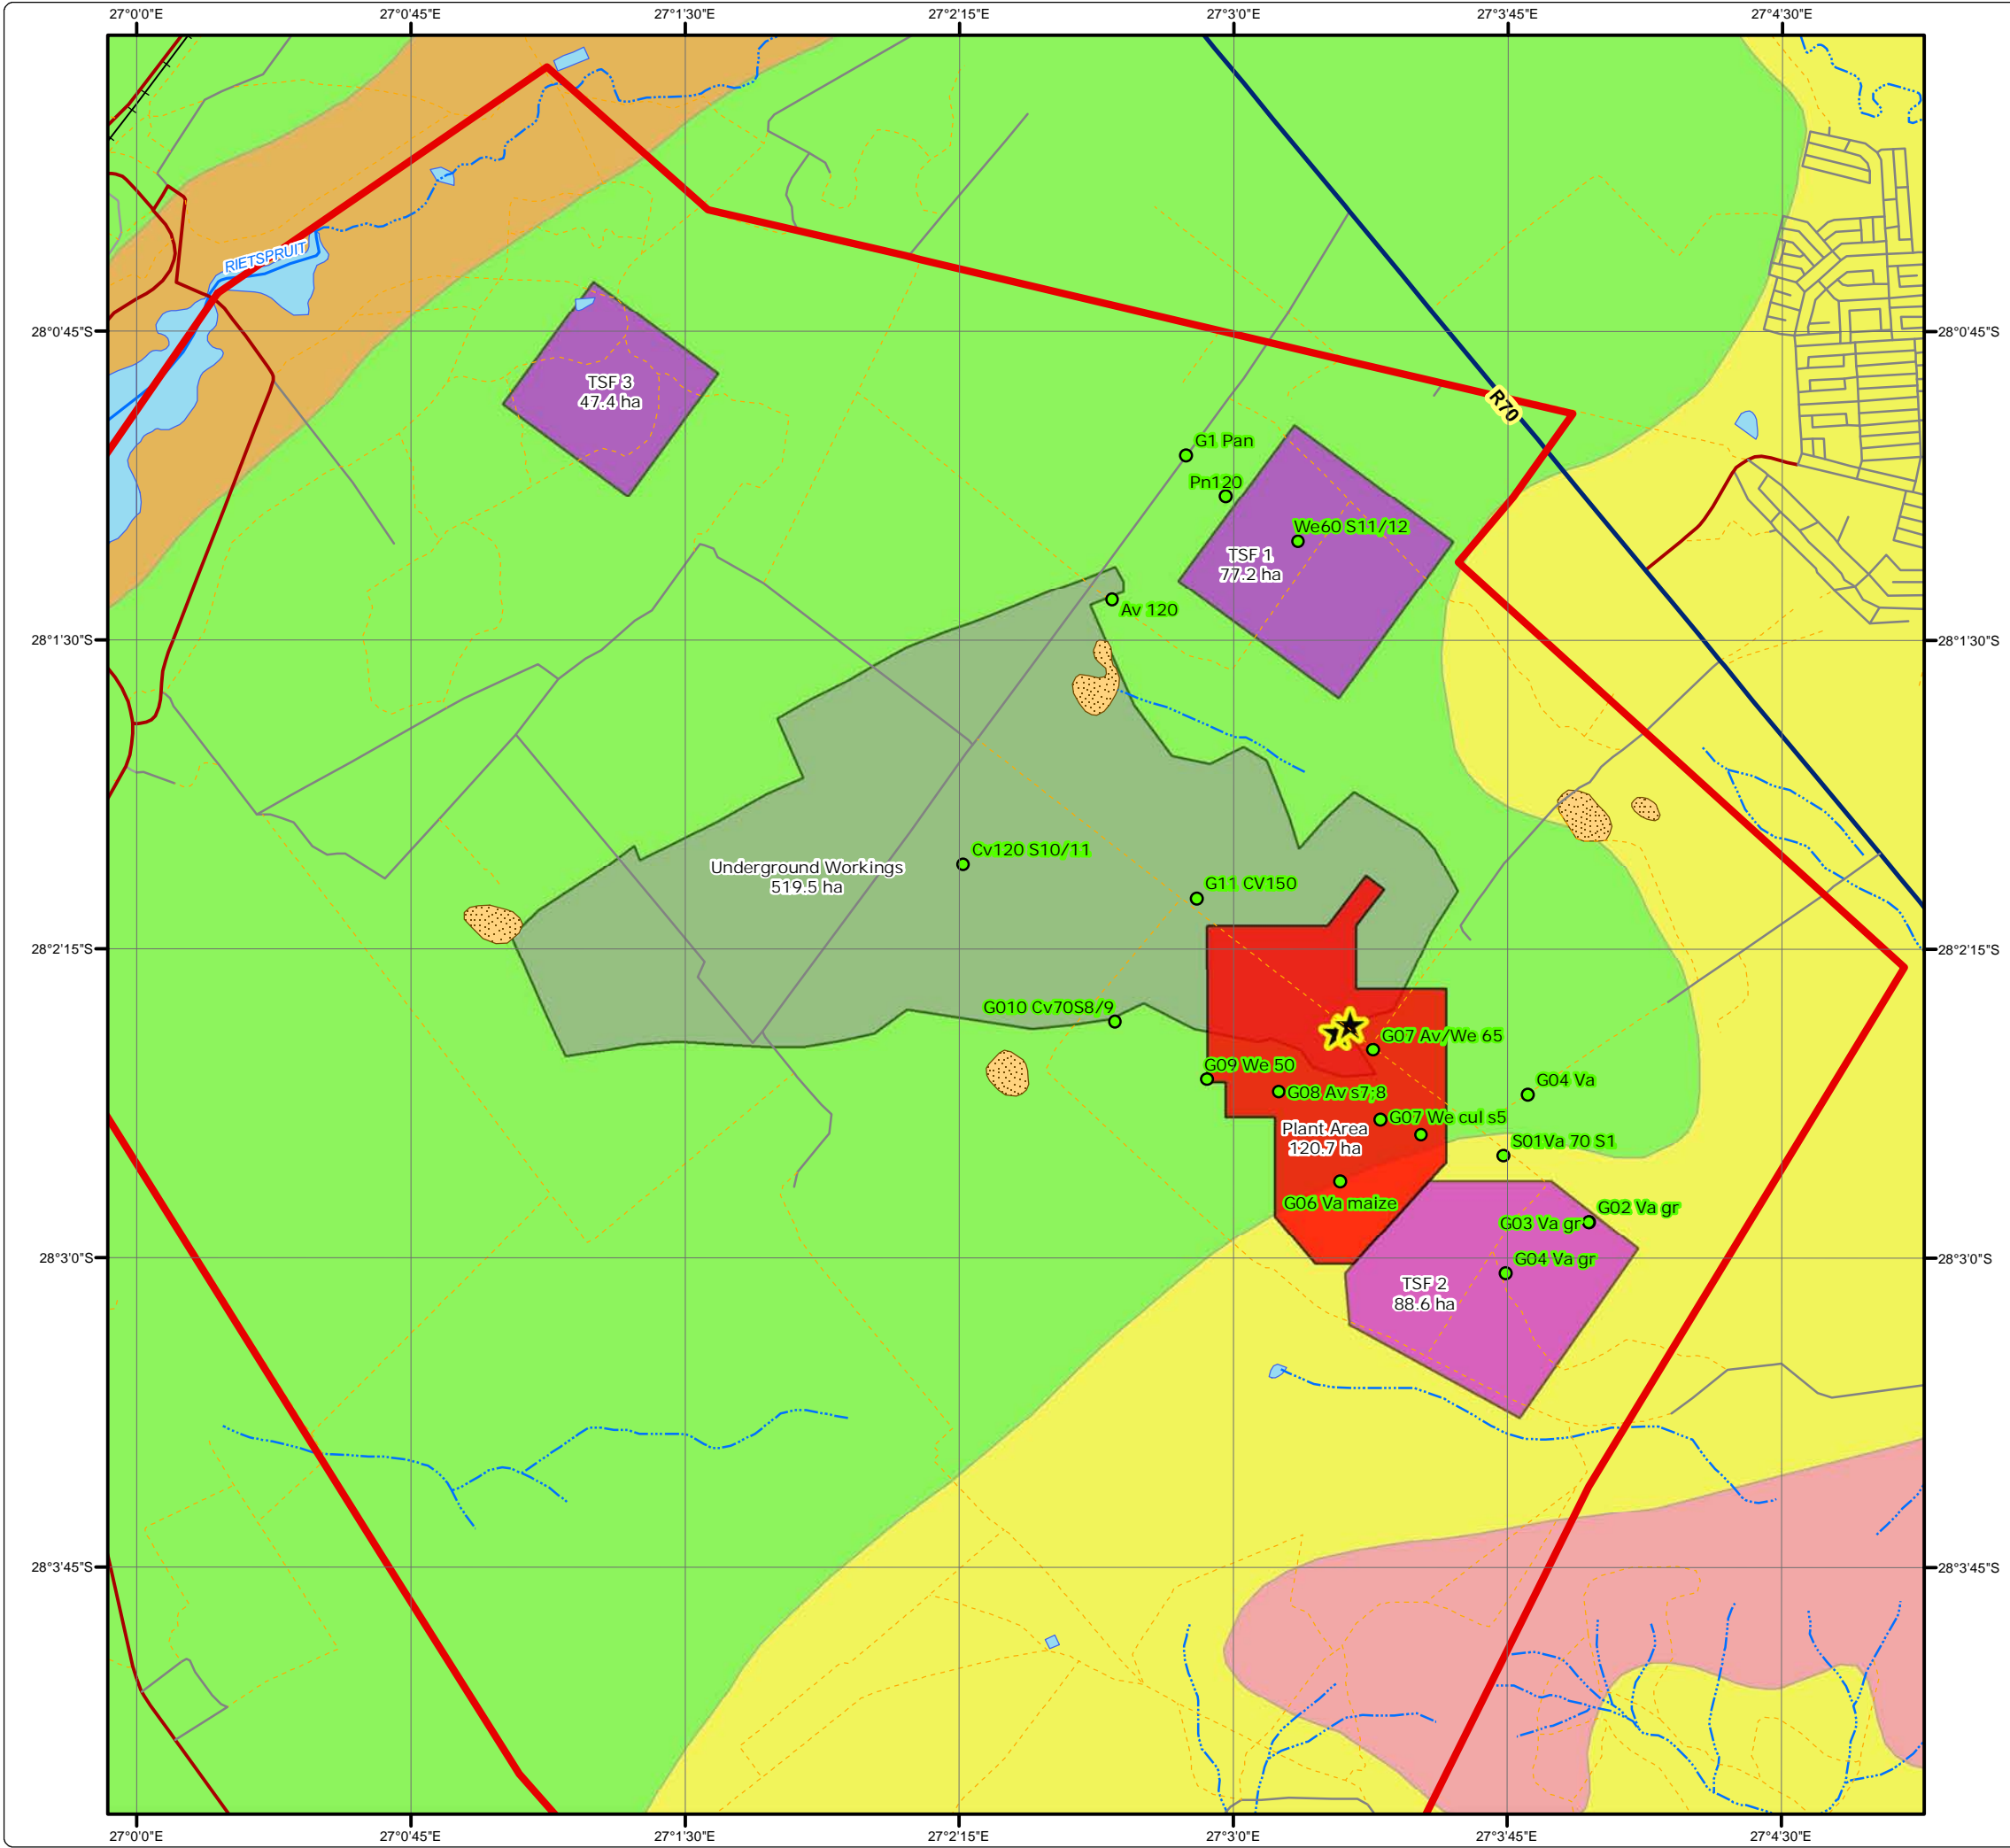 27°0'0"E 27°0'45"E 27°1'30"E 27°2'15"E 27°3'0"E 27°3'45"E 27°4'30"E
RIETSPRUIT
28°0'45"S 28°0'45"S
TSF 3
47.4 ha
R70
G1 Pan
Pn120
We60 S11/12
TSF 1
77.2 ha
Av 120
28°1'30"S 28°1'30"S
Cv120 S10/11
Underground Workings
519.5 ha
G11 CV150
28°2'15"S 28°2'15"S
G010 Cv70S8/9
G07 Av/We 65
G09 We 50
G04 Va
G08 Av s7;8
G07 We cul s5
Plant Area
120.7 ha
S01Va 70 S1
G06 Va maize
G02 Va gr
G03 Va gr
28°3'0"S 28°3'0"S
G04 Va gr
TSF 2
88.6 ha
28°3'45"S 28°3'45"S
27°0'0"E 27°0'45"E 27°1'30"E 27°2'15"E 27°3'0"E 27°3'45"E 27°4'30"E